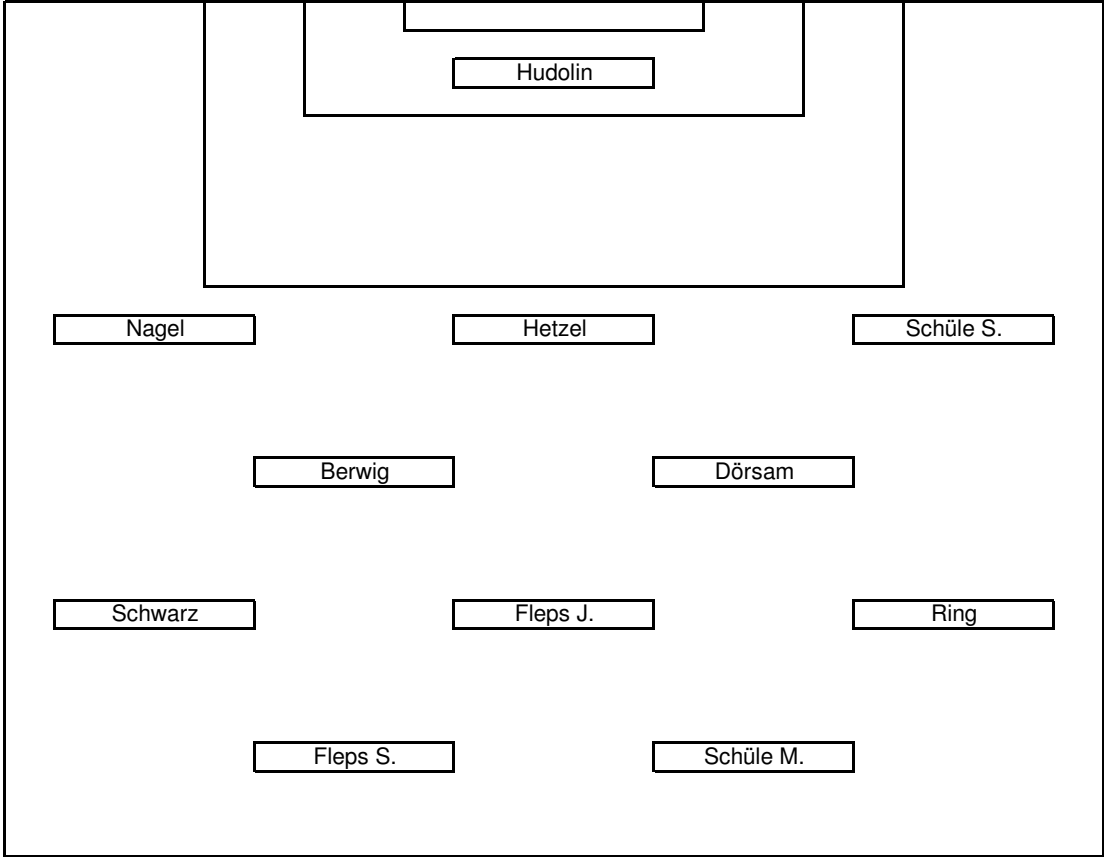 Hudolin
Nagel Hetzel Schüle S.
Berwig Dörsam
Schwarz Fleps J. Ring
Fleps S. Schüle M.